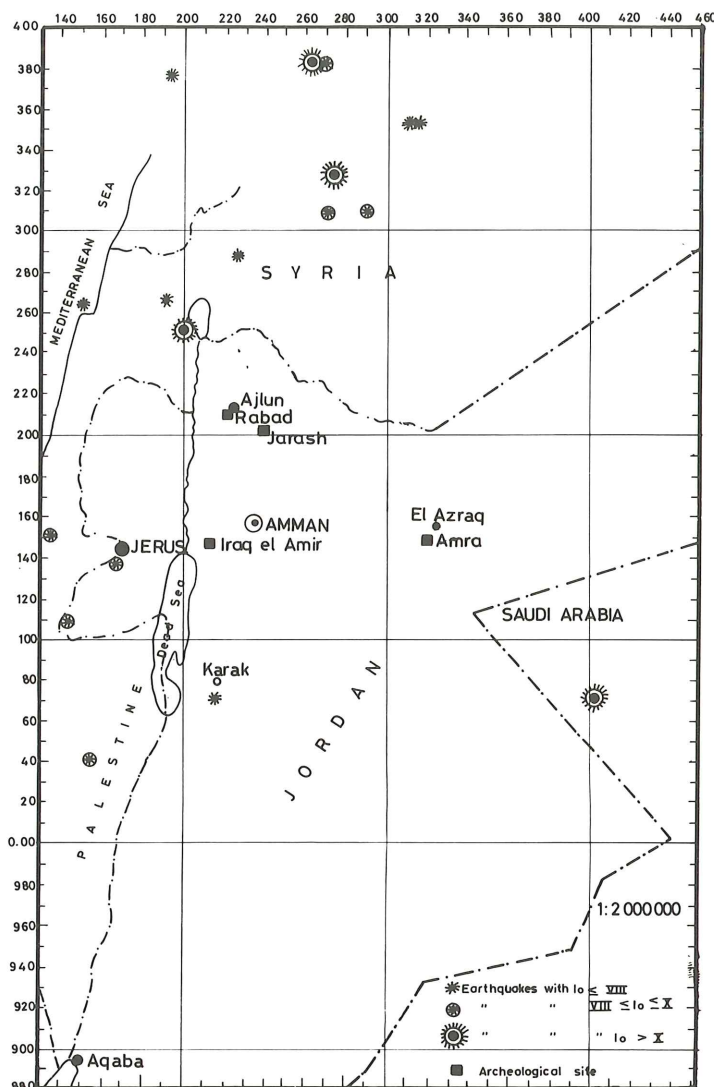 140 160 180 200 220 240 260 280 300 320 340 360 380 400 420 440 460
400
380
360
340
320
300
280
260
240
220
200
180
160
140
120
100
80
60
40
20
0.00
980
960
940
930
920
900
880
MEDITERRANEAN SEA
SYRIA
Ajlun
Rabad
Jarash
AMMAN
El Azraq
JERUS
Iraq el Amir
Amra
Dead Sea
SAUDI ARABIA
Karak
JORDAN
PALESTINE
1:2 000 000
Earthquakes with Io ≤ VIII
" " VIII ≤ Io ≤ X
" " " Io > X
Archeological site
Aqaba